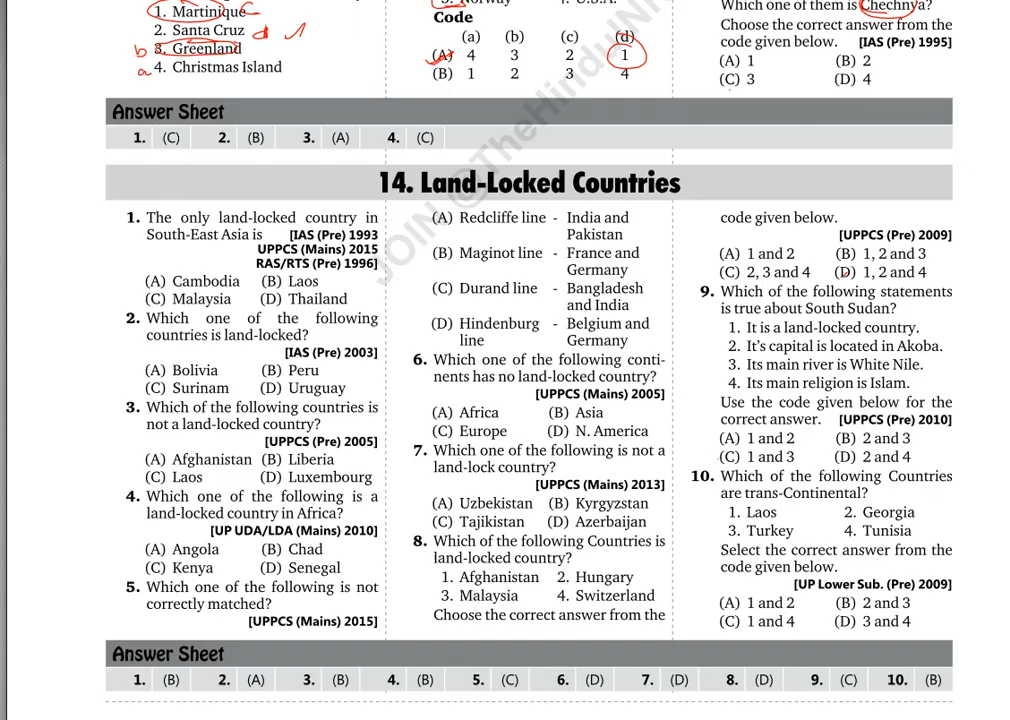 1. Martinique c
2. Santa Cruz d
b 3. Greenland
a 4. Christmas Island
3. Norway 4. U.S.A.
Code
(a) (b) (c) (d)
(A) 4 3 2 1
(B) 1 2 3 4
Which one of them is Chechnya?
Choose the correct answer from the
code given below. [IAS (Pre) 1995]
(A) 1 (B) 2
(C) 3 (D) 4
Answer Sheet
1. (C) 2. (B) 3. (A) 4. (C)
JOIN @TheHindu
14. Land-Locked Countries
1. The only land-locked country in
South-East Asia is [IAS (Pre) 1993
UPPCS (Mains) 2015
RAS/RTS (Pre) 1996]
(A) Cambodia (B) Laos
(C) Malaysia (D) Thailand
2. Which one of the following
countries is land-locked?
[IAS (Pre) 2003]
(A) Bolivia (B) Peru
(C) Surinam (D) Uruguay
3. Which of the following countries is
not a land-locked country?
[UPPCS (Pre) 2005]
(A) Afghanistan (B) Liberia
(C) Laos (D) Luxembourg
4. Which one of the following is a
land-locked country in Africa?
[UP UDA/LDA (Mains) 2010]
(A) Angola (B) Chad
(C) Kenya (D) Senegal
5. Which one of the following is not
correctly matched?
[UPPCS (Mains) 2015]
(A) Redcliffe line - India and
Pakistan
(B) Maginot line - France and
Germany
(C) Durand line - Bangladesh
and India
(D) Hindenburg - Belgium and
line Germany
6. Which one of the following conti-
nents has no land-locked country?
[UPPCS (Mains) 2005]
(A) Africa (B) Asia
(C) Europe (D) N. America
7. Which one of the following is not a
land-lock country?
[UPPCS (Mains) 2013]
(A) Uzbekistan (B) Kyrgyzstan
(C) Tajikistan (D) Azerbaijan
8. Which of the following Countries is
land-locked country?
1. Afghanistan 2. Hungary
3. Malaysia 4. Switzerland
Choose the correct answer from the
code given below.
[UPPCS (Pre) 2009]
(A) 1 and 2 (B) 1, 2 and 3
(C) 2, 3 and 4 (D) 1, 2 and 4
9. Which of the following statements
is true about South Sudan?
1. It is a land-locked country.
2. It's capital is located in Akoba.
3. Its main river is White Nile.
4. Its main religion is Islam.
Use the code given below for the
correct answer. [UPPCS (Pre) 2010]
(A) 1 and 2 (B) 2 and 3
(C) 1 and 3 (D) 2 and 4
10. Which of the following Countries
are trans-Continental?
1. Laos 2. Georgia
3. Turkey 4. Tunisia
Select the correct answer from the
code given below.
[UP Lower Sub. (Pre) 2009]
(A) 1 and 2 (B) 2 and 3
(C) 1 and 4 (D) 3 and 4
Answer Sheet
1. (B) 2. (A) 3. (B) 4. (B) 5. (C) 6. (D) 7. (D) 8. (D) 9. (C) 10. (B)